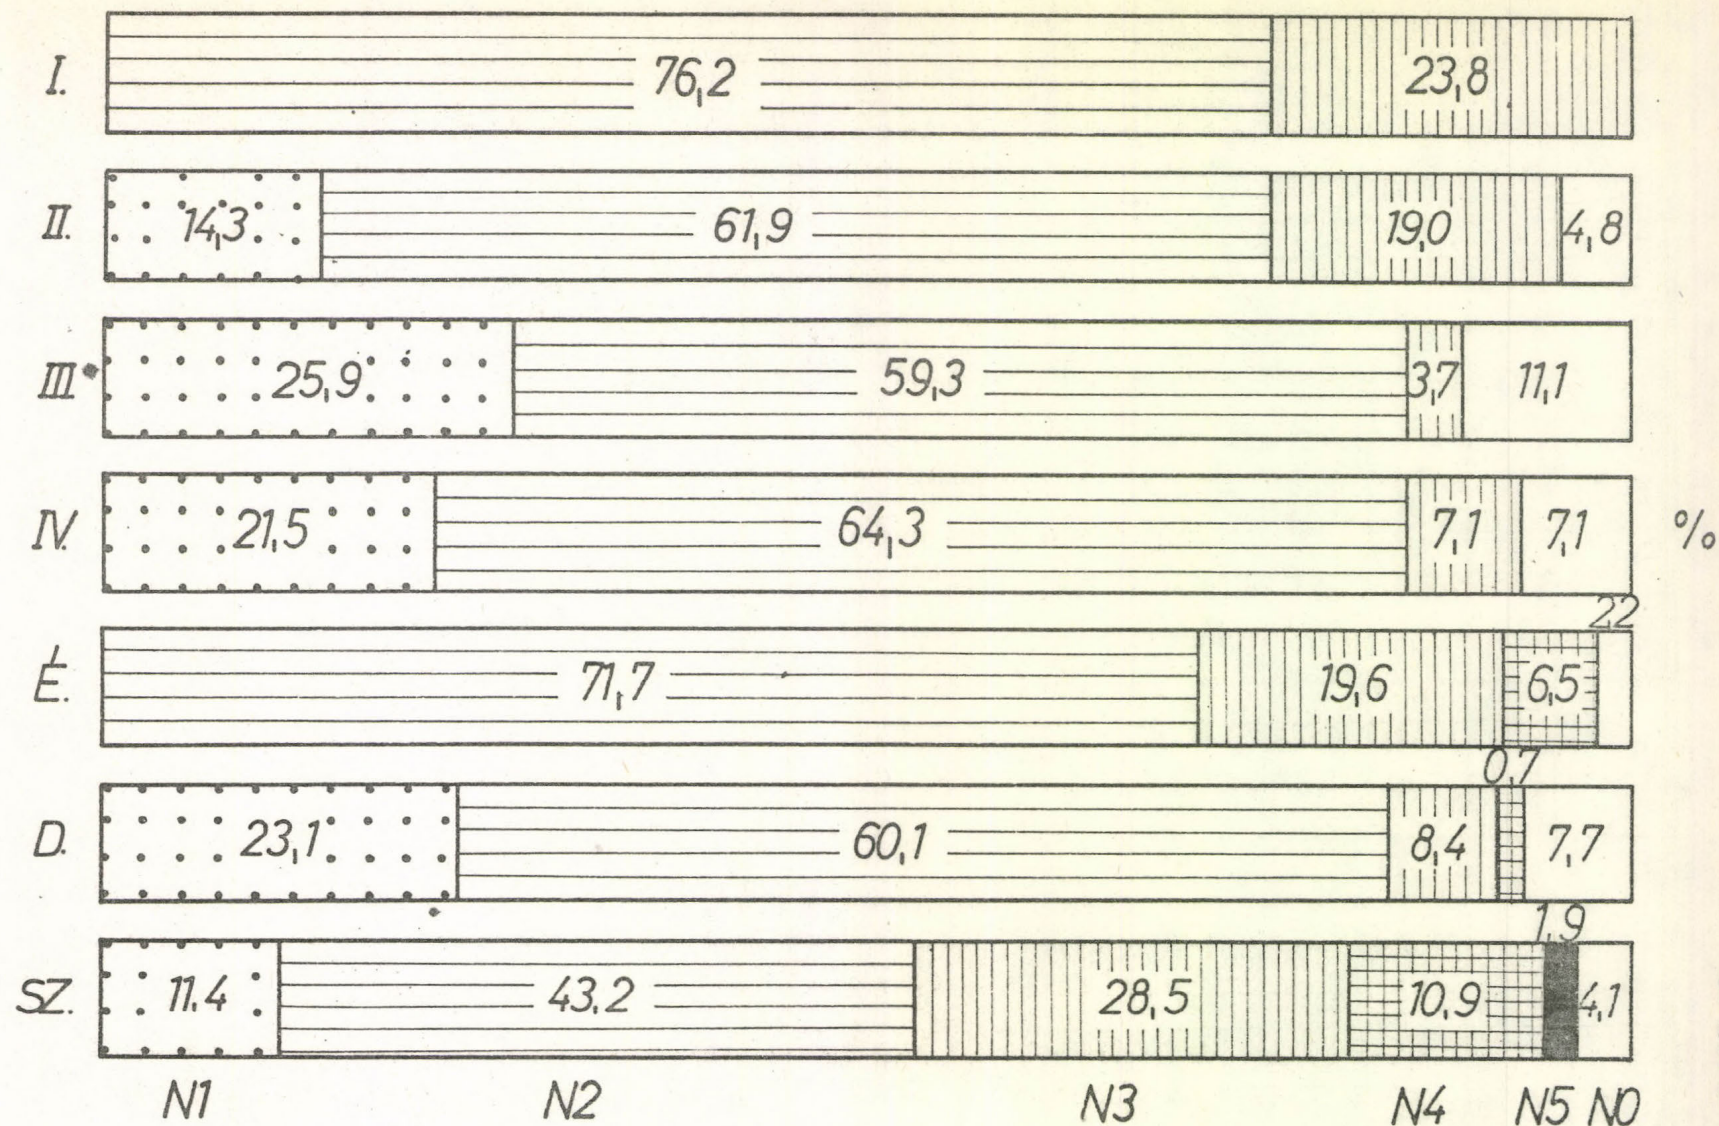 I. 76,2 23,8
II. 14,3 61,9 19,0 4,8
III. 25,9 59,3 3,7 11,1
IV. 21,5 64,3 7,1 7,1 %
2,2
É. 71,7 19,6 6,5
0,7
D. 23,1 60,1 8,4 7,7
1,9
SZ. 11.4 43,2 28,5 10,9 4,1
N1 N2 N3 N4 N5 N0